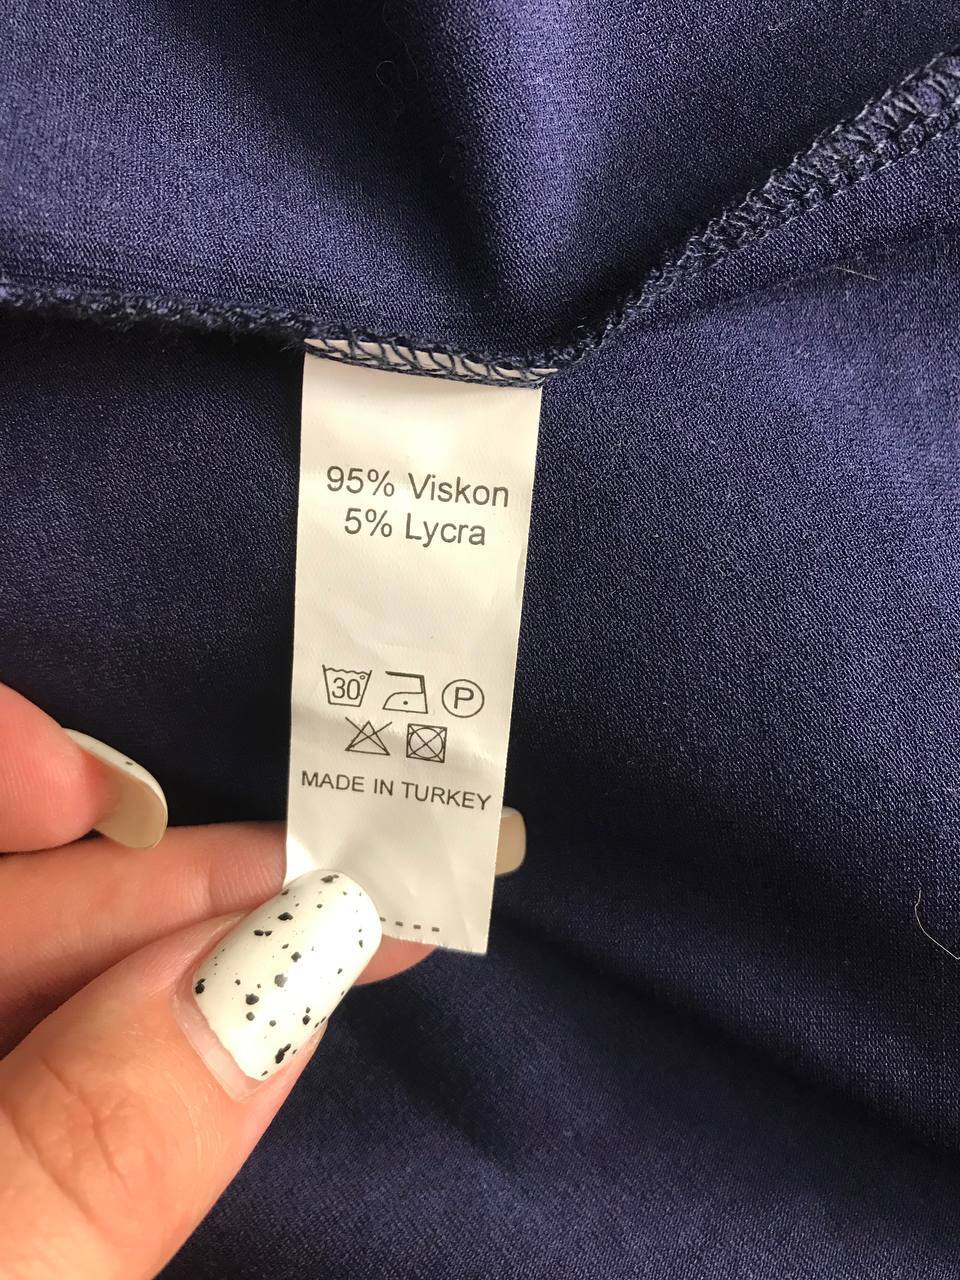 95% Viskon
5% Lycra
30°
P
MADE IN TURKEY